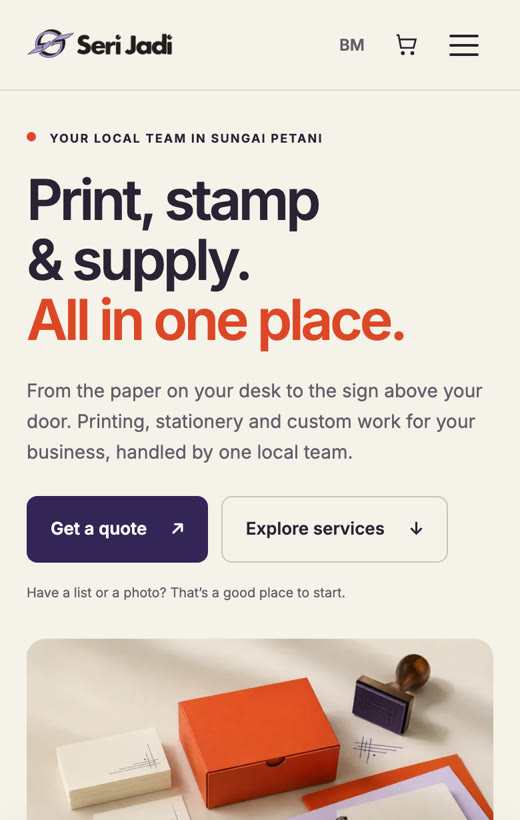 Seri Jadi
BM
YOUR LOCAL TEAM IN SUNGAI PETANI
Print, stamp
& supply.
All in one place.
From the paper on your desk to the sign above your
door. Printing, stationery and custom work for your
business, handled by one local team.
Get a quote ↗
Explore services ↓
Have a list or a photo? That’s a good place to start.